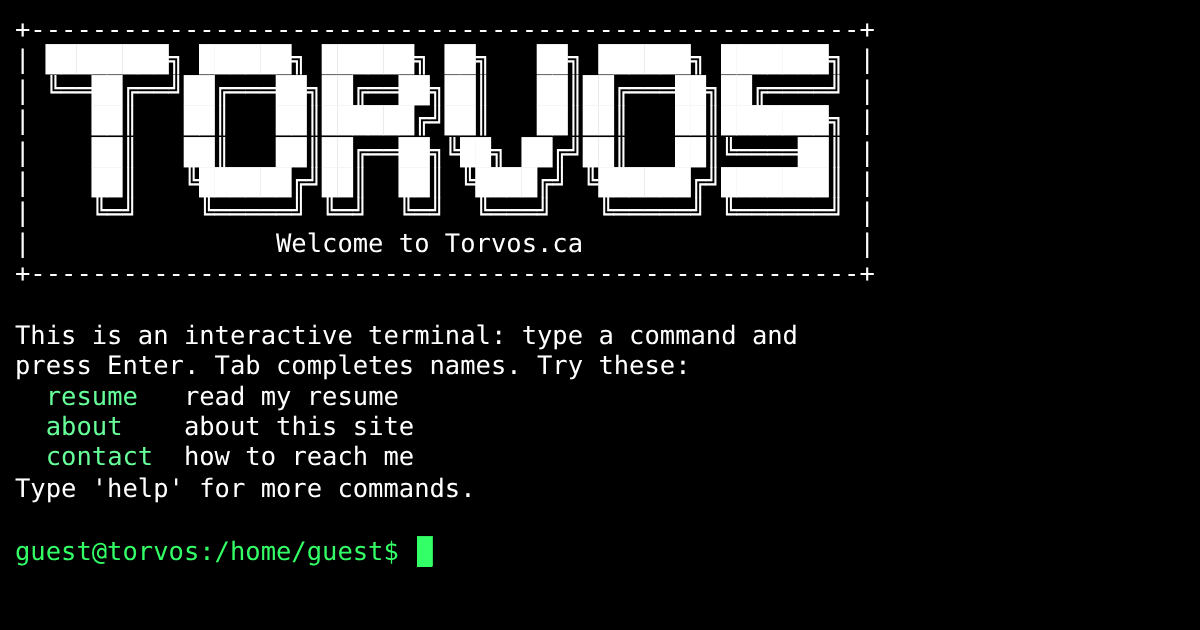 TORVOS
Welcome to Torvos.ca
This is an interactive terminal: type a command and
press Enter. Tab completes names. Try these:
resume   read my resume
about    about this site
contact  how to reach me
Type 'help' for more commands.
guest@torvos:/home/guest$